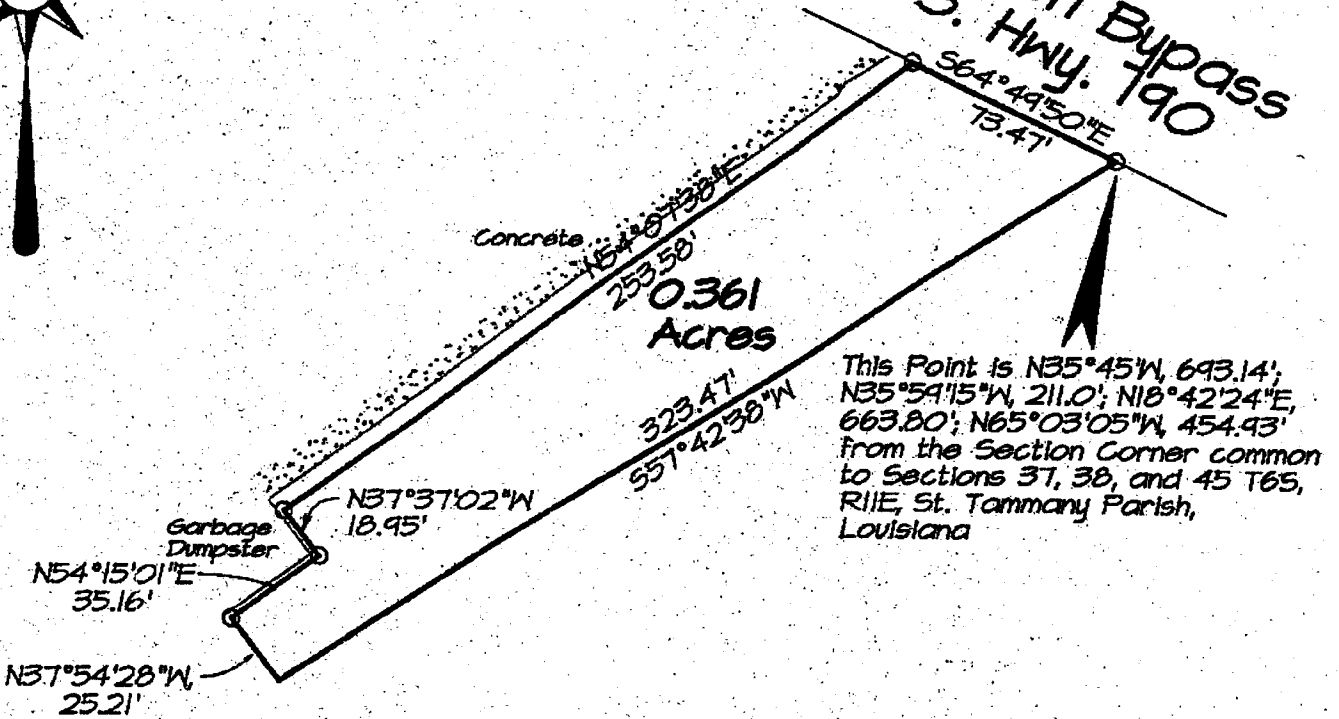 Bypass
S. Hwy. 190
S64°49'50"E
73.47'
Concrete
N54°07'38"E
253.58'
0.361
Acres
323.47'
S57°42'38"W
This Point is N35°45'W, 693.14';
N35°59'15"W, 211.0'; N18°42'24"E,
663.80'; N65°03'05"W, 454.93'
from the Section Corner common
to Sections 37, 38, and 45 T6S,
R11E, St. Tammany Parish,
Louisiana
N37°37'02"W
18.95'
Garbage
Dumpster
N54°15'01"E
35.16'
N37°54'28"W,
25.21'